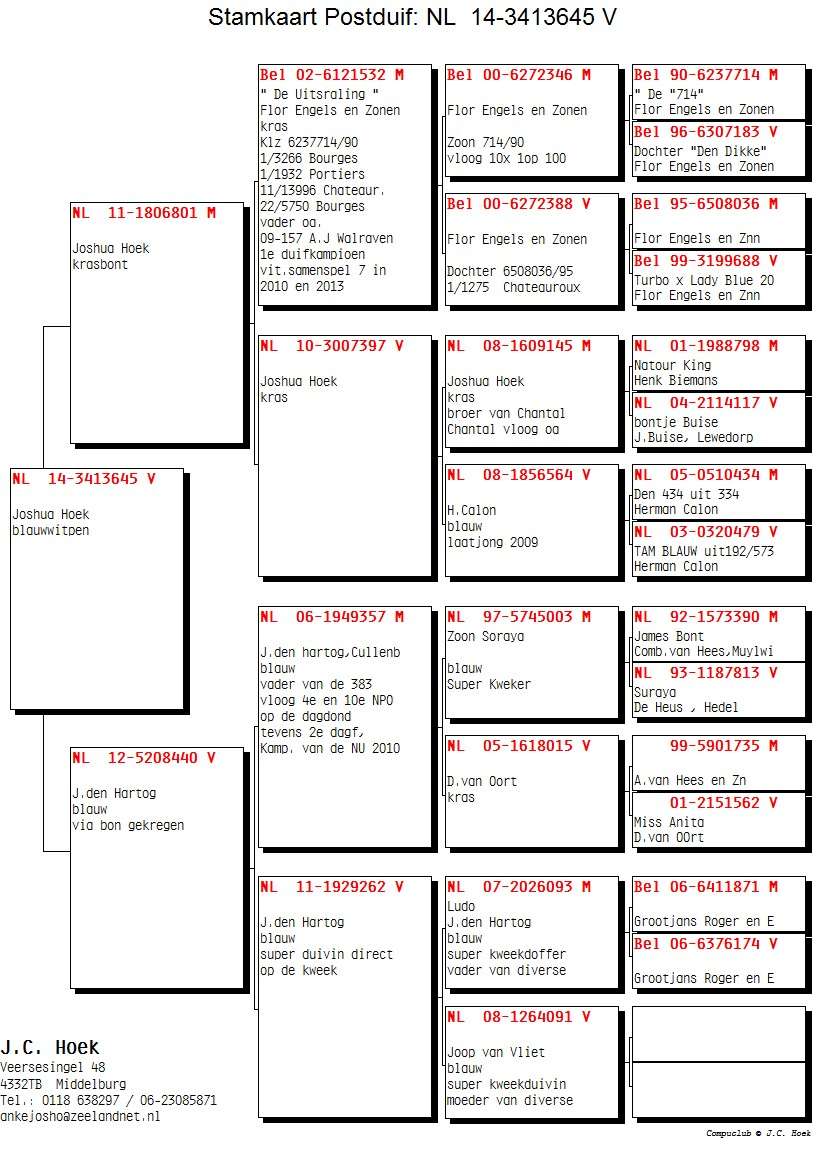 Stamkaart Postduif: NL  14-3413645 V
NL  14-3413645 V
Joshua Hoek
blauwwitpen
NL  11-1806801 M
Joshua Hoek
krasbont
NL  12-5208440 V
J.den Hartog
blauw
via bon gekregen
Bel 02-6121532 M
" De Uitsraling "
Flor Engels en Zonen
kras
Klz 6237714/90
1/3266 Bourges
1/1932 Portiers
11/13996 Chateaur.
22/5750 Bourges
vader oa.
09-157 A.J Walraven
1e duifkampioen
vit.samenspel 7 in
2010 en 2013
NL  10-3007397 V
Joshua Hoek
kras
NL  06-1949357 M
J.den hartog,Cullenb
blauw
vader van de 383
vloog 4e en 10e NPO
op de dagdond
tevens 2e dagf,
Kamp. van de NU 2010
NL  11-1929262 V
J.den Hartog
blauw
super duivin direct
op de kweek
Bel 00-6272346 M
Flor Engels en Zonen
Zoon 714/90
vloog 10x 1op 100
Bel 00-6272388 V
Flor Engels en Zonen
Dochter 6508036/95
1/1275  Chateauroux
NL  08-1609145 M
Joshua Hoek
kras
broer van Chantal
Chantal vloog oa
NL  08-1856564 V
H.Calon
blauw
laatjong 2009
NL  97-5745003 M
Zoon Soraya
blauw
Super Kweker
NL  05-1618015 V
D.van Oort
kras
NL  07-2026093 M
Ludo
J.den Hartog
blauw
super kweekdoffer
vader van diverse
NL  08-1264091 V
Joop van Vliet
blauw
super kweekduivin
moeder van diverse
Bel 90-6237714 M
" De "714"
Flor Engels en Zonen
Bel 96-6307183 V
Dochter "Den Dikke"
Flor Engels en Zonen
Bel 95-6508036 M
Flor Engels en Znn
Bel 99-3199688 V
Turbo x Lady Blue 20
Flor Engels en Znn
NL  01-1988798 M
Natour King
Henk Biemans
NL  04-2114117 V
bontje Buise
J.Buise, Lewedorp
NL  05-0510434 M
Den 434 uit 334
Herman Calon
NL  03-0320479 V
TAM BLAUW uit192/573
Herman Calon
NL  92-1573390 M
James Bont
Comb.van Hees,Muylwi
NL  93-1187813 V
Suraya
De Heus , Hedel
99-5901735 M
A.van Hees en Zn
01-2151562 V
Miss Anita
D.van OOrt
Bel 06-6411871 M
Grootjans Roger en E
Bel 06-6376174 V
Grootjans Roger en E
J.C. Hoek
Veersesingel 48
4332TB  Middelburg
Tel.: 0118 638297 / 06-23085871
ankejosho@zeelandnet.nl
Compuclub © J.C. Hoek